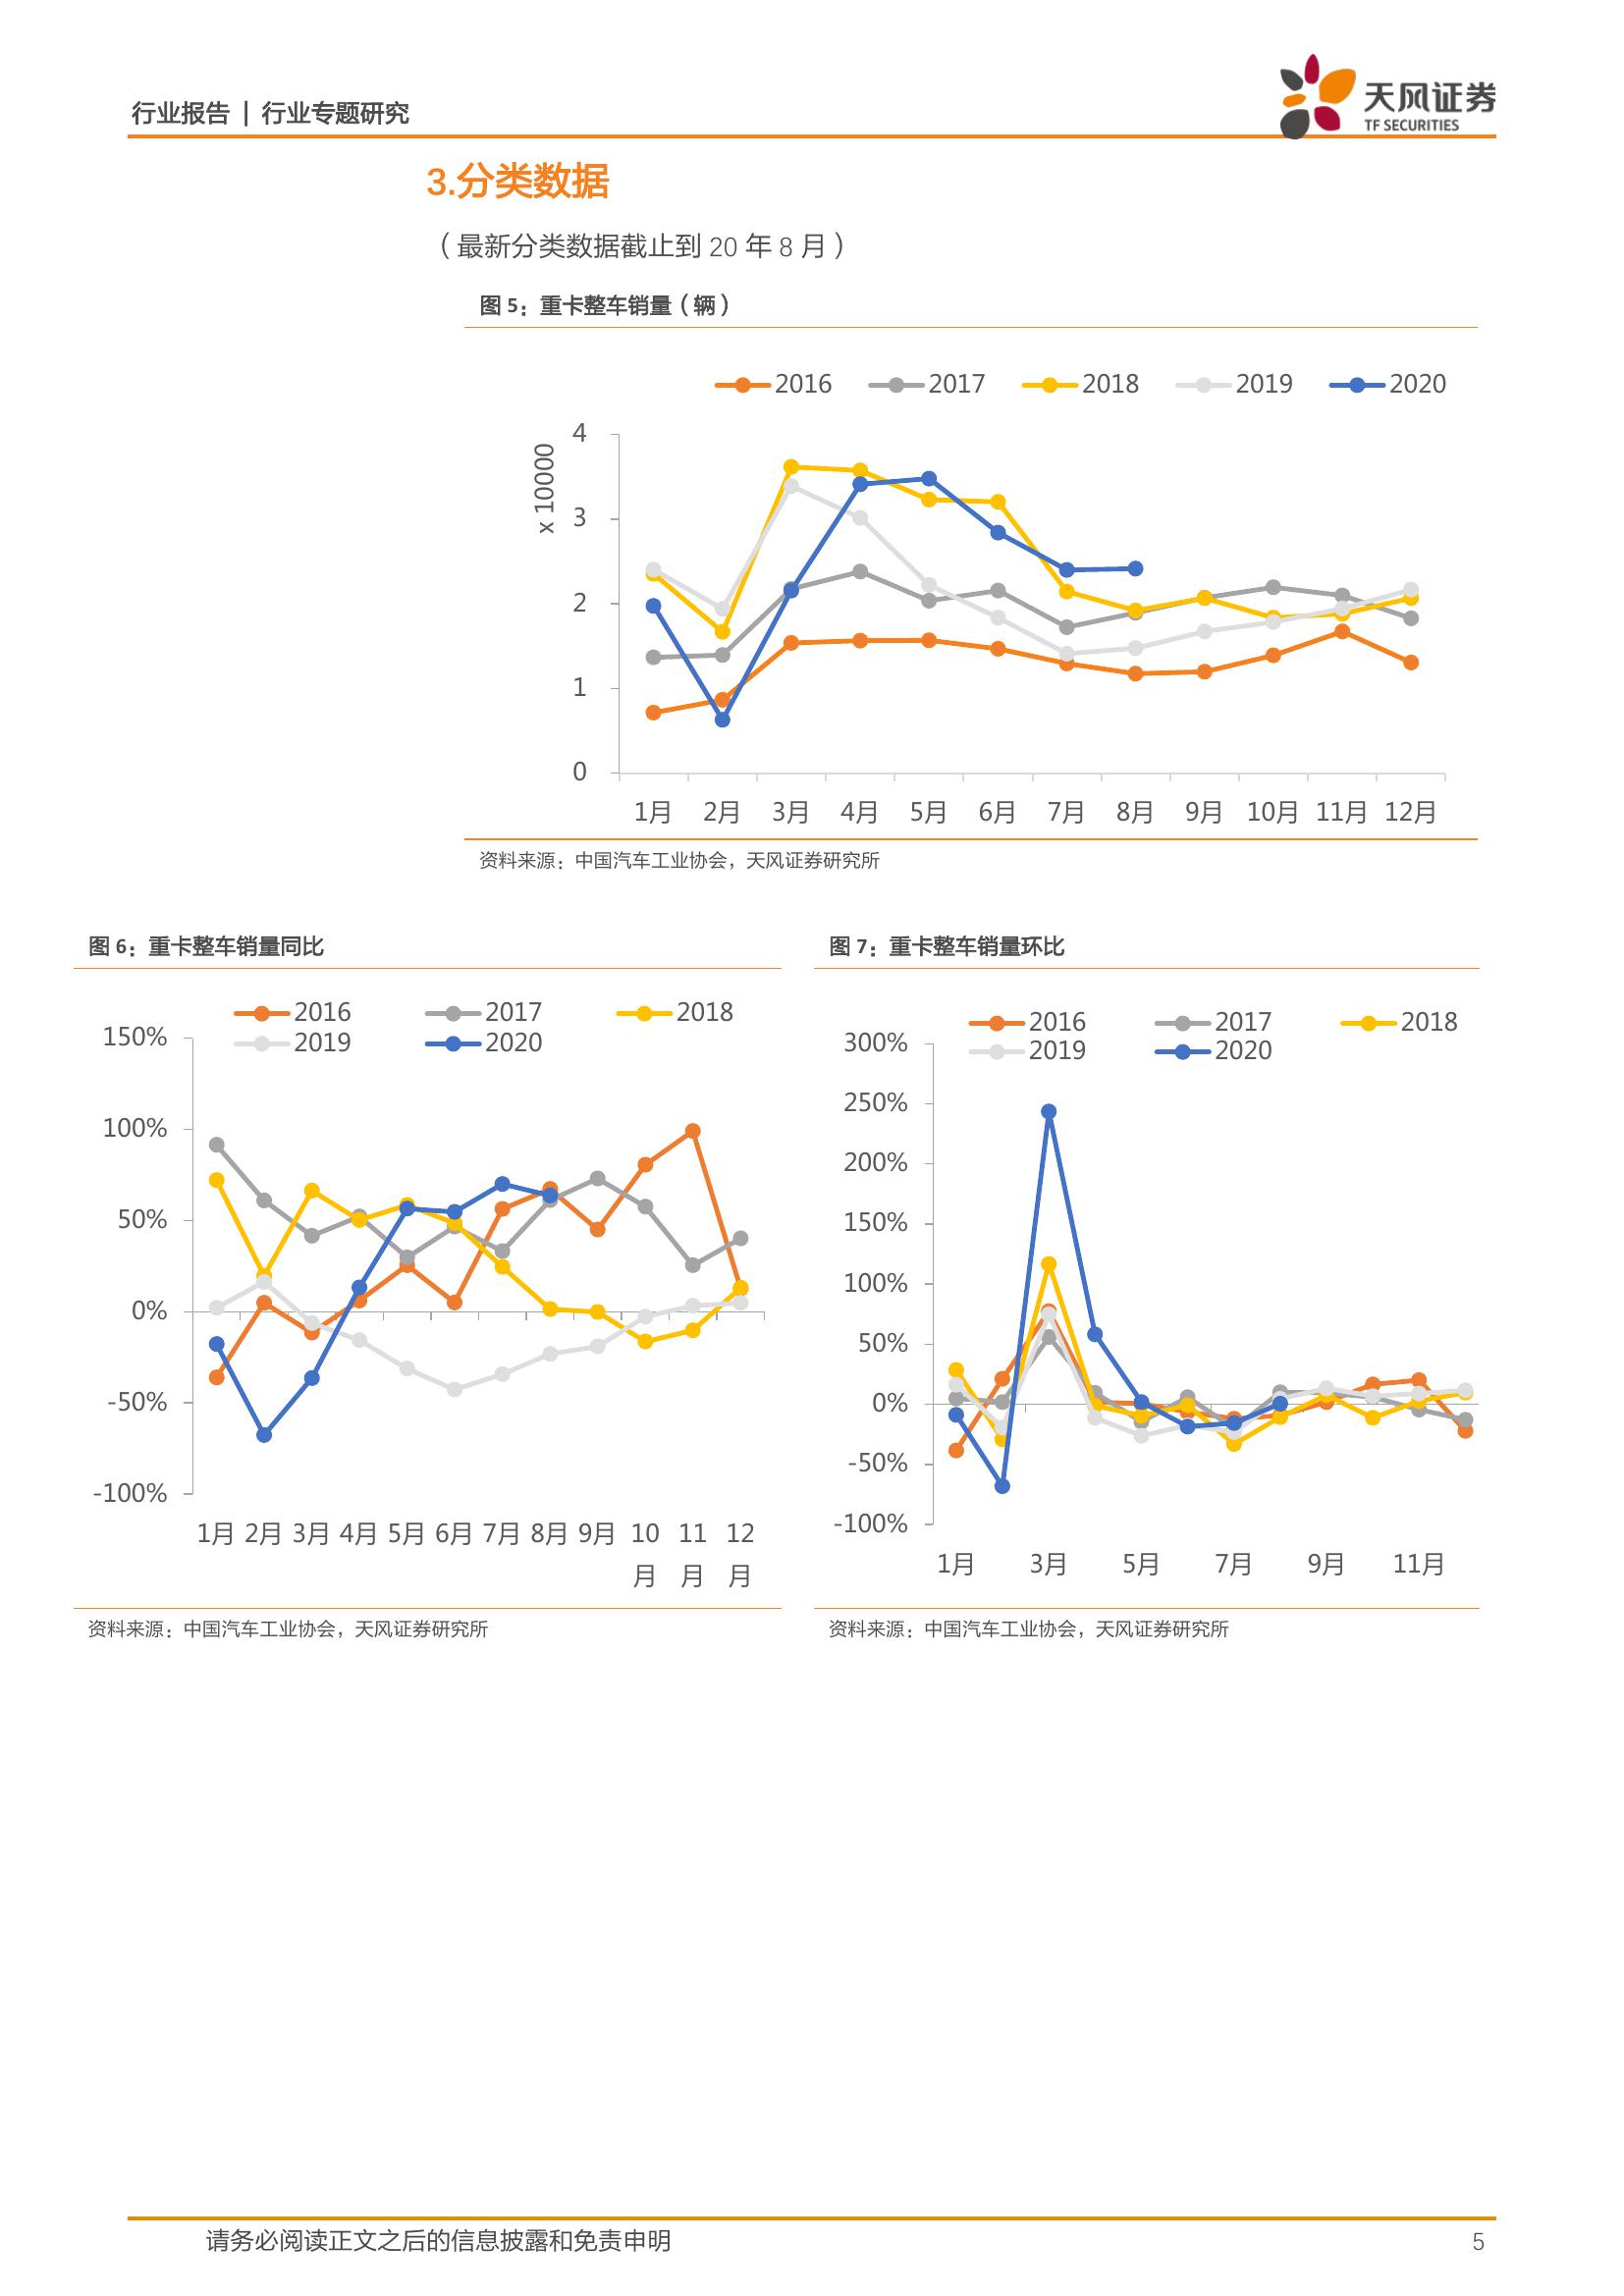 行业报告 | 行业专题研究
天风证券
TF SECURITIES
3.分类数据
（最新分类数据截止到 20 年 8 月）
图 5：重卡整车销量（辆）
2016 2017 2018 2019 2020
x 10000
4
3
2
1
0
1月 2月 3月 4月 5月 6月 7月 8月 9月 10月 11月 12月
资料来源：中国汽车工业协会，天风证券研究所
图 6：重卡整车销量同比
2016 2017 2018
2019 2020
150%
100%
50%
0%
-50%
-100%
1月 2月 3月 4月 5月 6月 7月 8月 9月 10月 11月 12月
资料来源：中国汽车工业协会，天风证券研究所
图 7：重卡整车销量环比
2016 2017 2018
2019 2020
300%
250%
200%
150%
100%
50%
0%
-50%
-100%
1月 3月 5月 7月 9月 11月
资料来源：中国汽车工业协会，天风证券研究所
请务必阅读正文之后的信息披露和免责申明 5